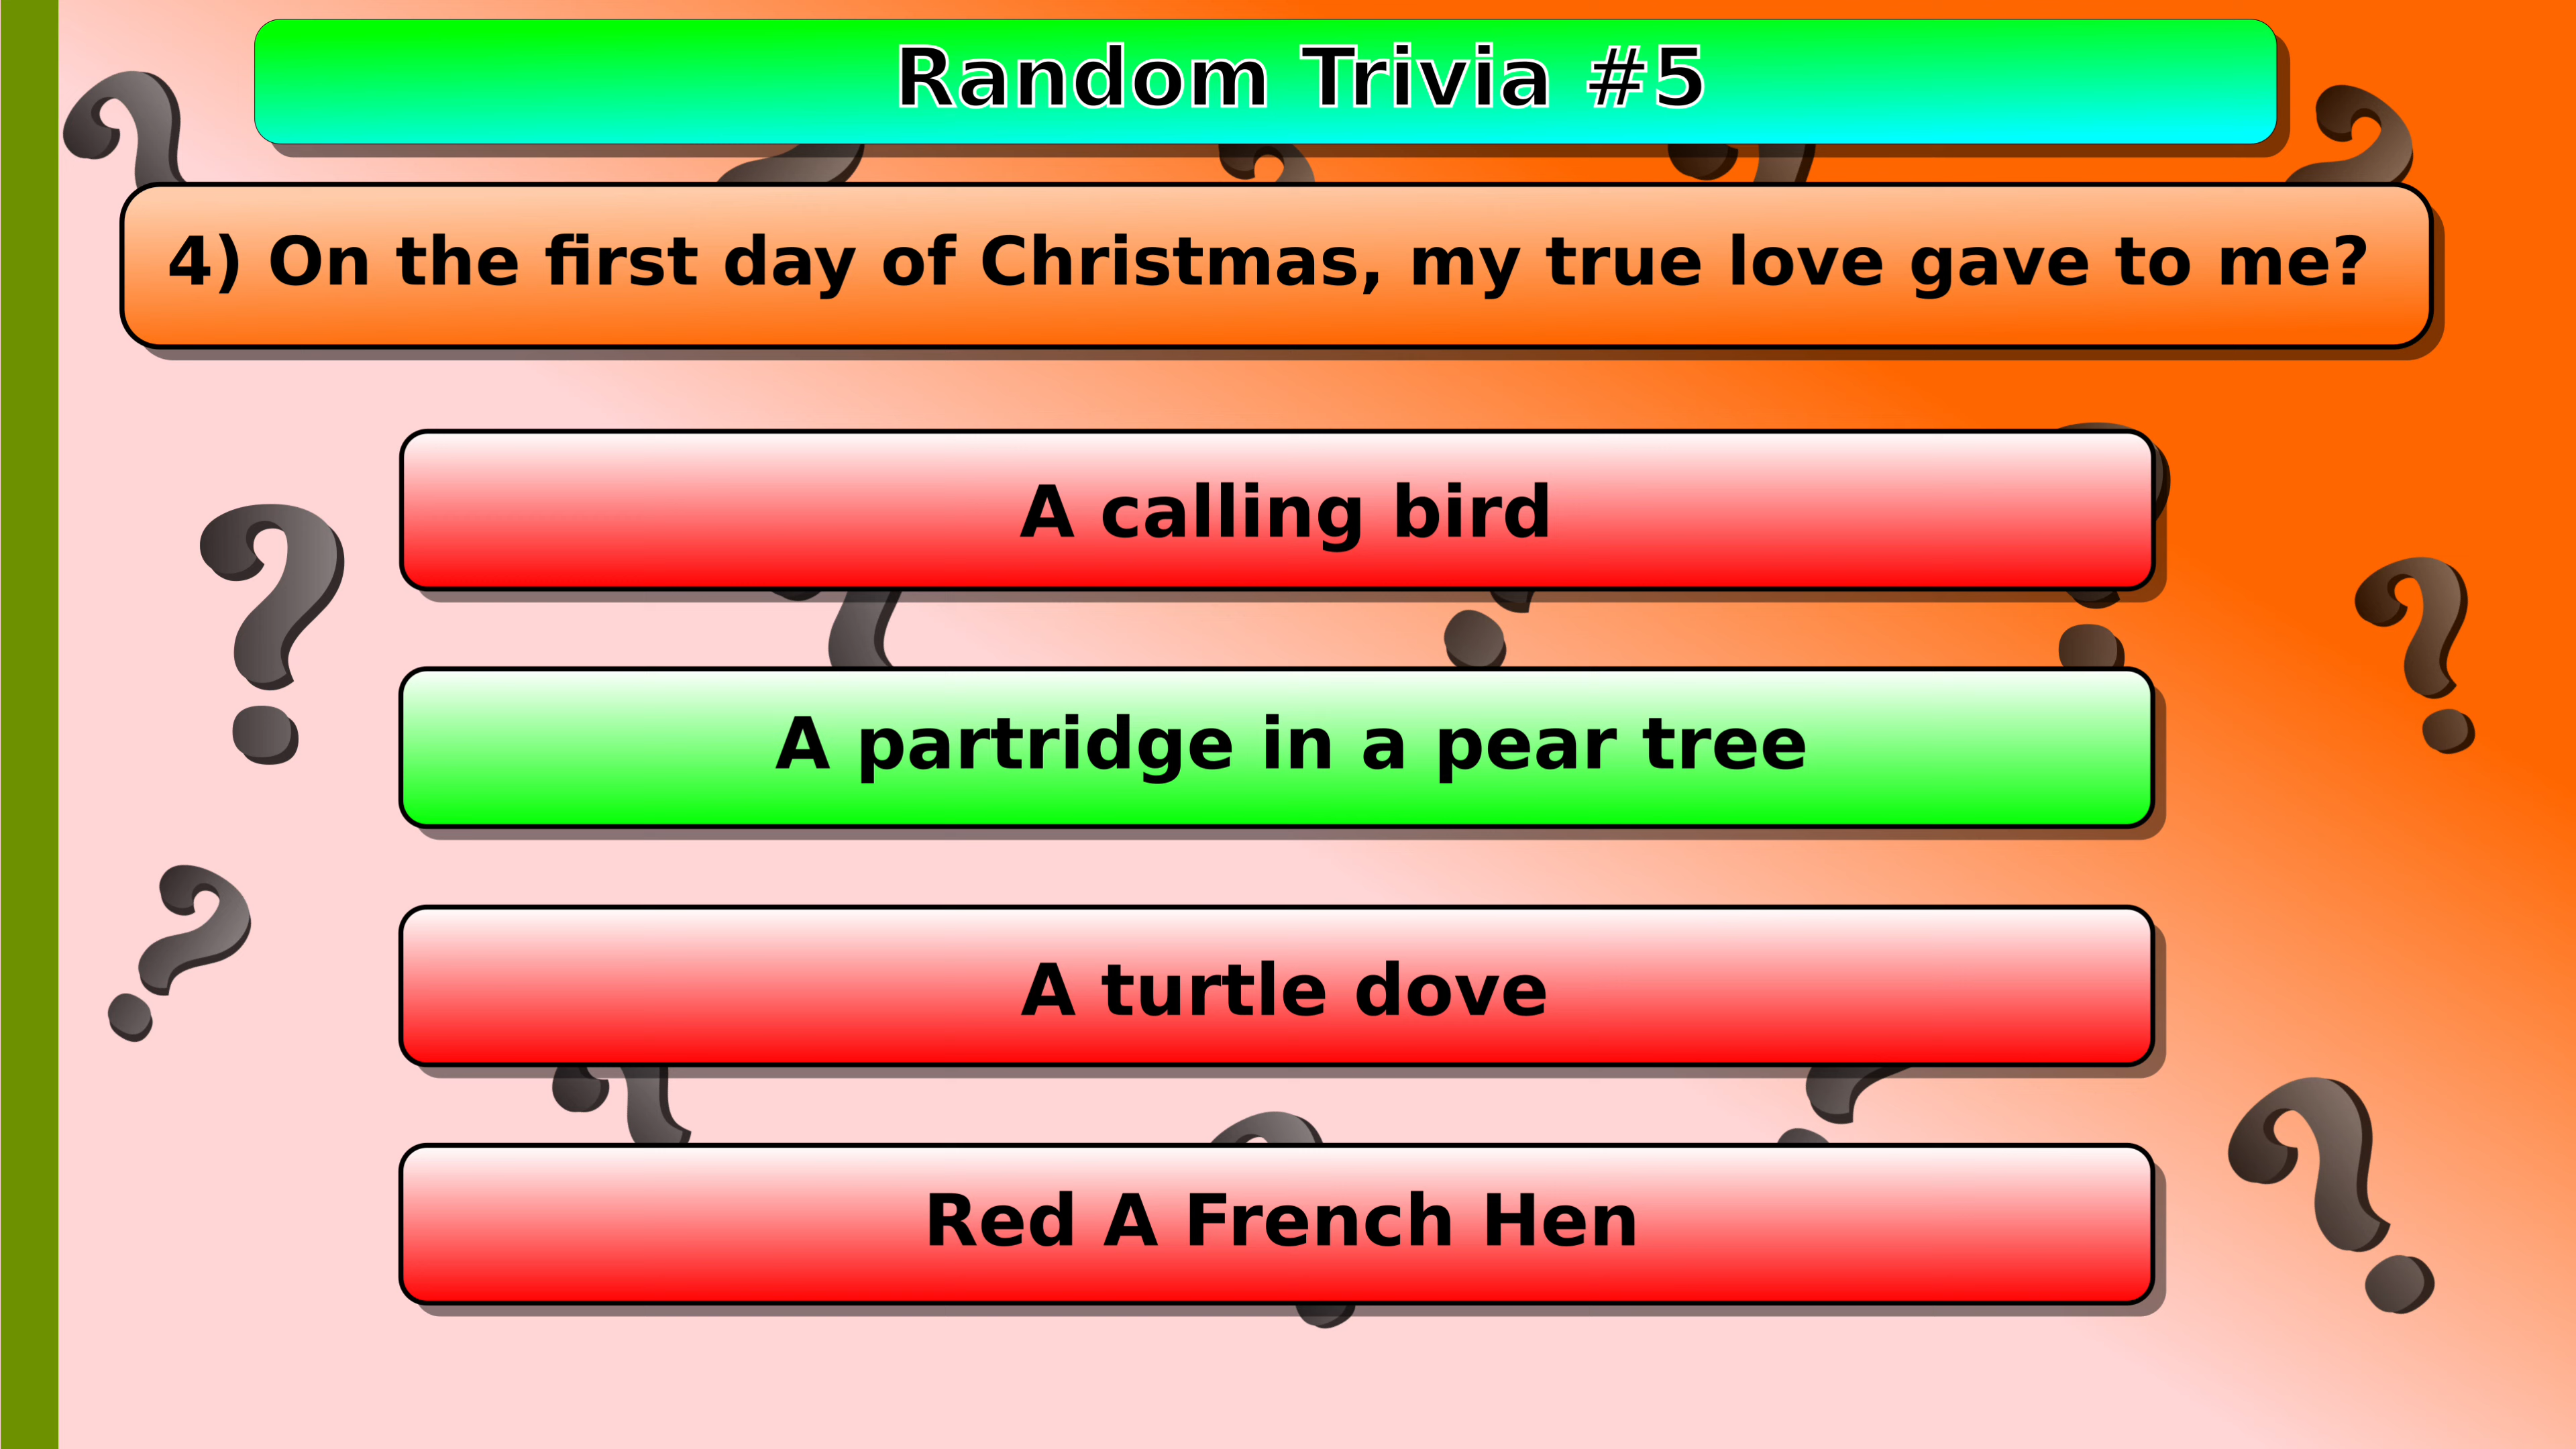 Random Trivia #5
4) On the first day of Christmas, my true love gave to me?
A calling bird
A partridge in a pear tree
A turtle dove
Red A French Hen